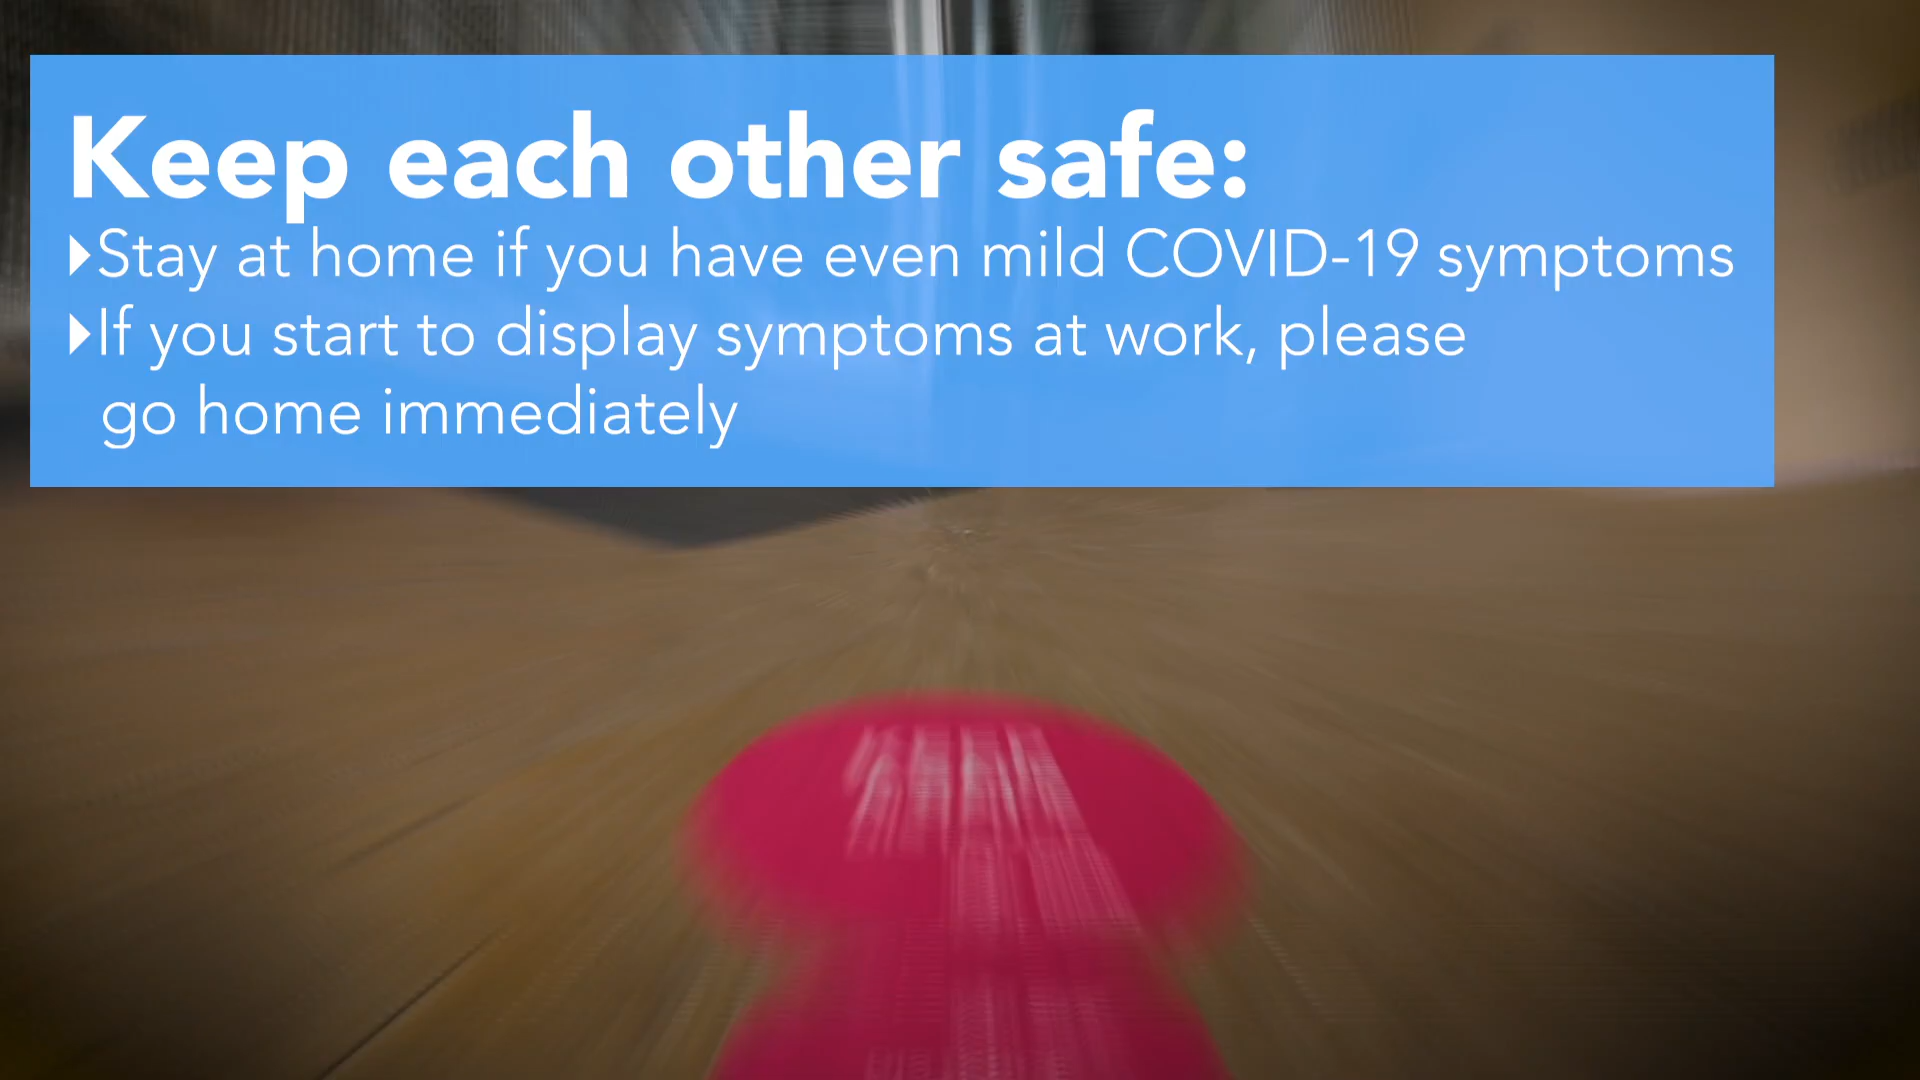 Keep each other safe:
Stay at home if you have even mild COVID-19 symptoms
If you start to display symptoms at work, please
go home immediately